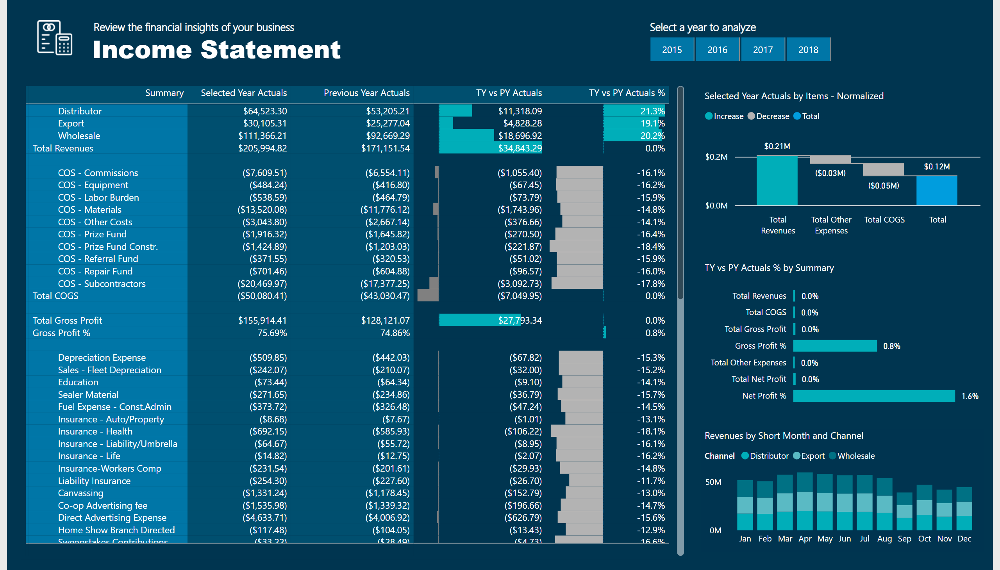 Review the financial insights of your business
Income Statement
Select a year to analyze
2015 2016 2017 2018
Summary Selected Year Actuals Previous Year Actuals TY vs PY Actuals TY vs PY Actuals %
Distributor $64,523.30 $53,205.21 $11,318.09 21.3%
Export $30,105.31 $25,277.04 $4,828.28 19.1%
Wholesale $111,366.21 $92,669.29 $18,696.92 20.2%
Total Revenues $205,994.82 $171,151.54 $34,843.29 0.0%
COS - Commissions ($7,609.51) ($6,554.11) ($1,055.40) -16.1%
COS - Equipment ($484.24) ($416.80) ($67.45) -16.2%
COS - Labor Burden ($538.59) ($464.79) ($73.79) -15.9%
COS - Materials ($13,520.08) ($11,776.12) ($1,743.96) -14.8%
COS - Other Costs ($3,043.80) ($2,667.14) ($376.66) -14.1%
COS - Prize Fund ($1,916.32) ($1,645.82) ($270.50) -16.4%
COS - Prize Fund Constr. ($1,424.89) ($1,203.03) ($221.87) -18.4%
COS - Referral Fund ($371.55) ($320.53) ($51.02) -15.9%
COS - Repair Fund ($701.46) ($604.88) ($96.57) -16.0%
COS - Subcontractors ($20,469.97) ($17,377.25) ($3,092.73) -17.8%
Total COGS ($50,080.41) ($43,030.47) ($7,049.95) 0.0%
Total Gross Profit $155,914.41 $128,121.07 $27,793.34 0.0%
Gross Profit % 75.69% 74.86% 0.8%
Depreciation Expense ($509.85) ($442.03) ($67.82) -15.3%
Sales - Fleet Depreciation ($242.07) ($210.07) ($32.00) -15.2%
Education ($73.44) ($64.34) ($9.10) -14.1%
Sealer Material ($271.65) ($234.86) ($36.79) -15.7%
Fuel Expense - Const.Admin ($373.72) ($326.48) ($47.24) -14.5%
Insurance - Auto/Property ($8.68) ($7.67) ($1.01) -13.1%
Insurance - Health ($692.15) ($585.93) ($106.22) -18.1%
Insurance - Liability/Umbrella ($64.67) ($55.72) ($8.95) -16.1%
Insurance - Life ($14.82) ($12.75) ($2.07) -16.2%
Insurance-Workers Comp ($231.54) ($201.61) ($29.93) -14.8%
Liability Insurance ($254.30) ($227.60) ($26.70) -11.7%
Canvassing ($1,331.24) ($1,178.45) ($152.79) -13.0%
Co-op Advertising fee ($1,535.98) ($1,339.32) ($196.66) -14.7%
Direct Advertising Expense ($4,633.71) ($4,006.92) ($626.79) -15.6%
Home Show Branch Directed ($117.48) ($104.05) ($13.43) -12.9%
Sweepstakes Contributions ($33.22) ($28.49) ($4.73) -16.6%
Selected Year Actuals by Items - Normalized
Increase Decrease Total
$0.2M
$0.0M
$0.21M
($0.03M)
($0.05M)
$0.12M
Total Revenues
Total Other Expenses
Total COGS
Total
TY vs PY Actuals % by Summary
Total Revenues 0.0%
Total COGS 0.0%
Total Gross Profit 0.0%
Gross Profit % 0.8%
Total Other Expenses 0.0%
Total Net Profit 0.0%
Net Profit % 1.6%
Revenues by Short Month and Channel
Channel Distributor Export Wholesale
50M
0M
Jan Feb Mar Apr May Jun Jul Aug Sep Oct Nov Dec